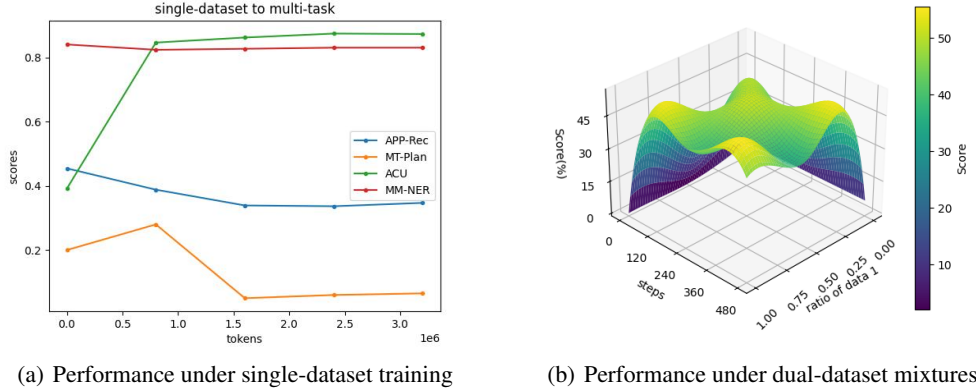 single-dataset to multi-task
scores
0.8
0.6
0.4
0.2
APP-Rec
MT-Plan
ACU
MM-NER
0.0 0.5 1.0 1.5 2.0 2.5 3.0
1e6
tokens
(a) Performance under single-dataset training
Score(%)
45
30
15
0
0
120
240
360
480
steps
1.00
0.75
0.50
0.25
0.00
ratio of data 1
50
40
30
20
10
Score
(b) Performance under dual-dataset mixtures